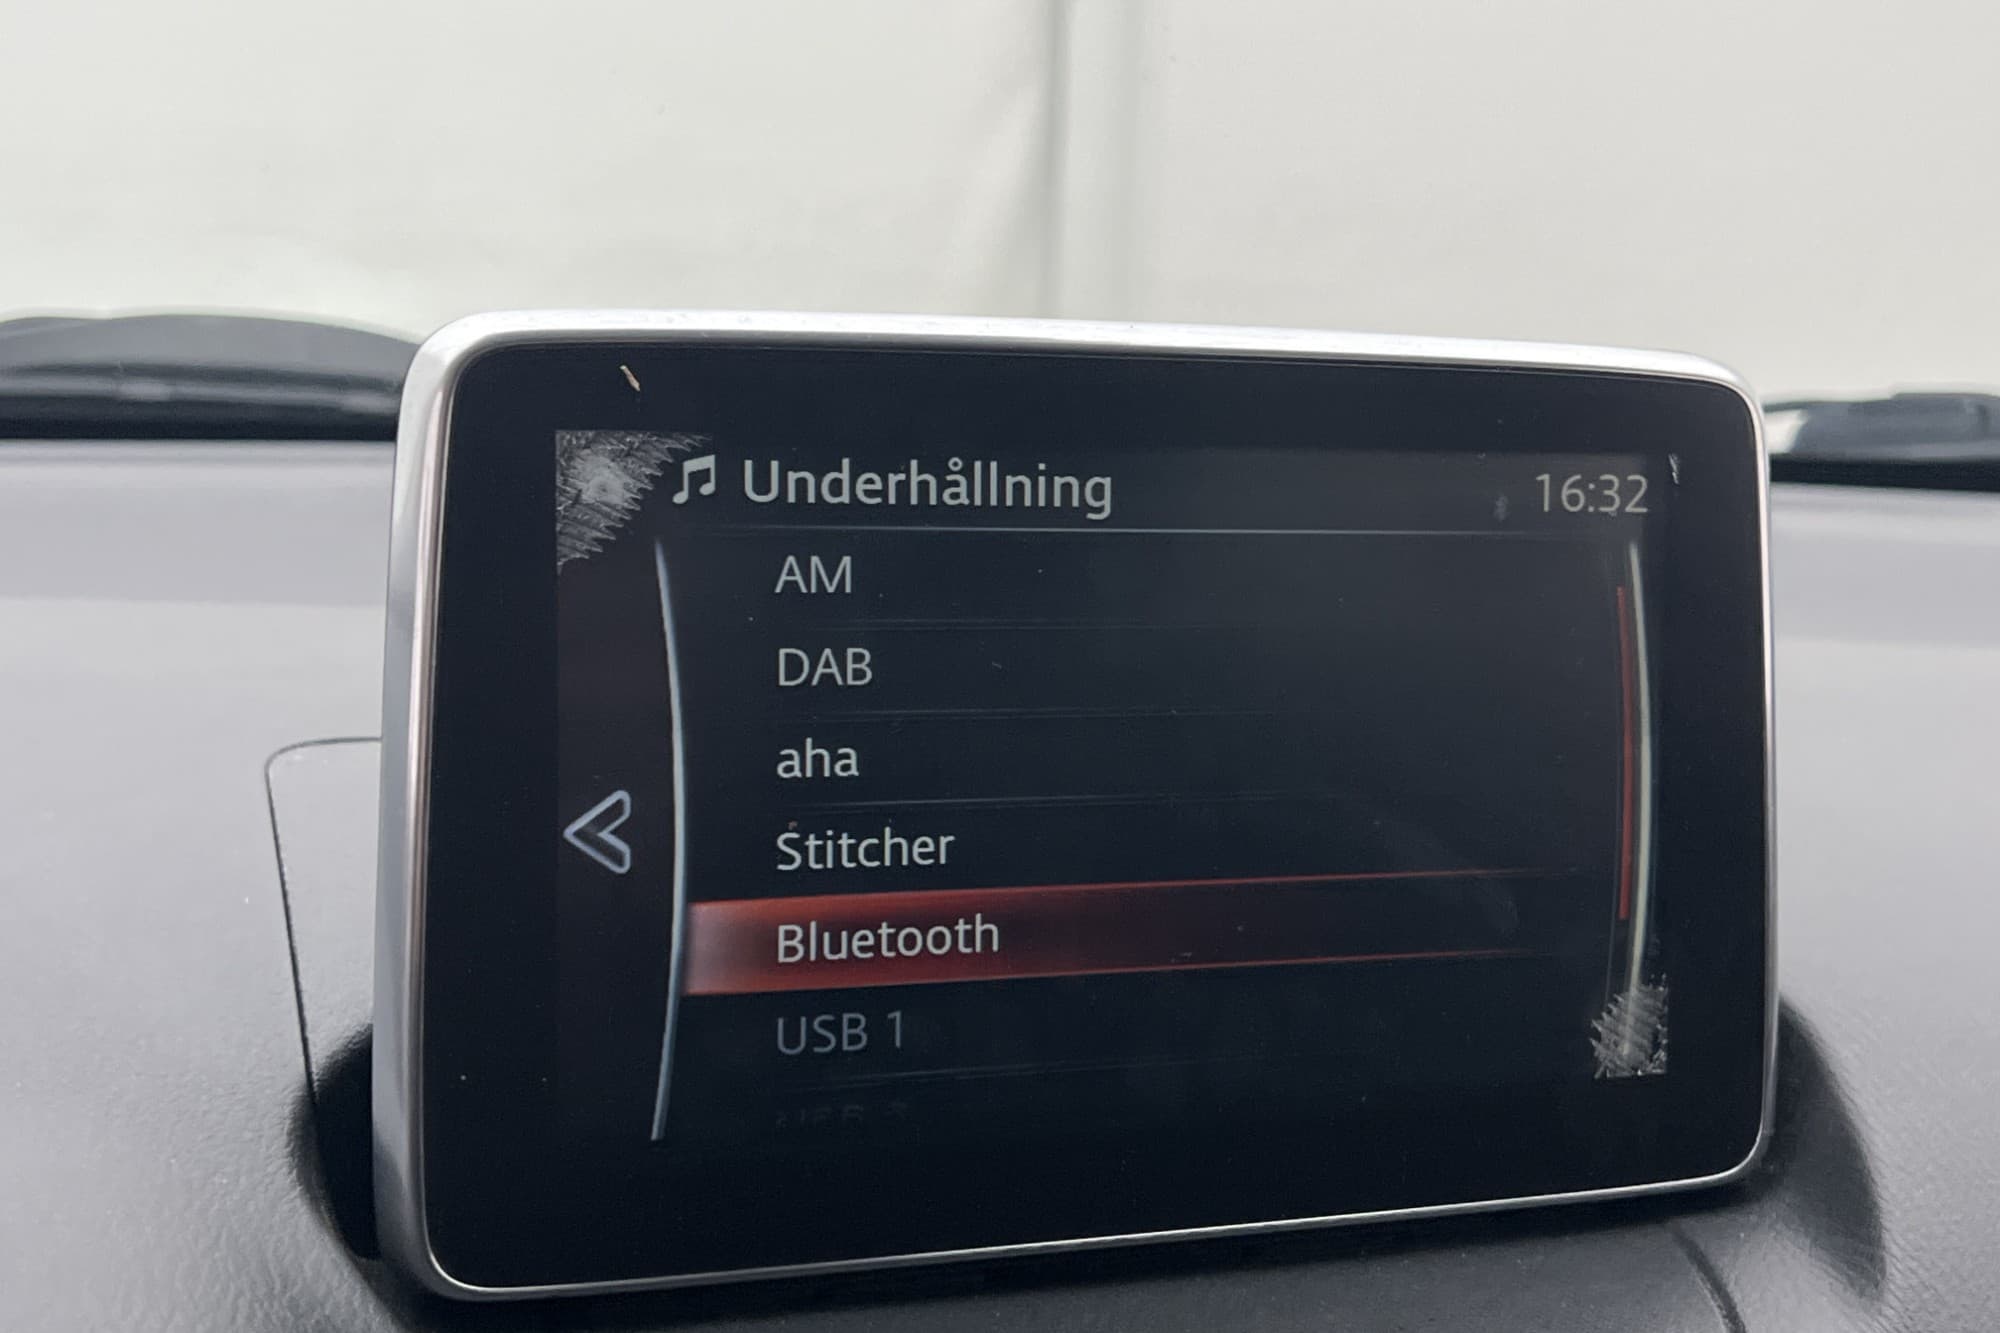 Underhållning
16:32
AM
DAB
aha
Stitcher
Bluetooth
USB 1